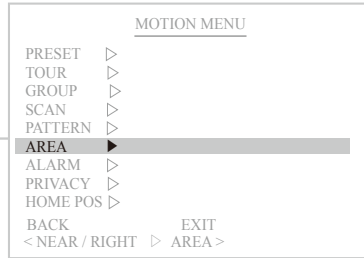 MOTION MENU
PRESET ▷
TOUR ▷
GROUP ▷
SCAN ▷
PATTERN ▷
AREA ▶
ALARM ▷
PRIVACY ▷
HOME POS ▷
BACK EXIT
< NEAR / RIGHT ▷ AREA >